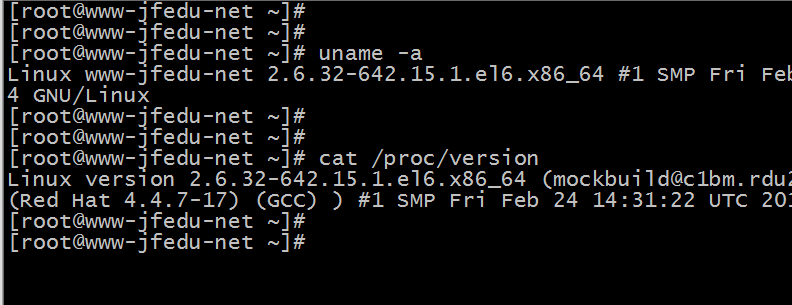 [root@www-jfedu-net ~]#
[root@www-jfedu-net ~]#
[root@www-jfedu-net ~]# uname -a
Linux www-jfedu-net 2.6.32-642.15.1.el6.x86_64 #1 SMP Fri Feb
4 GNU/Linux
[root@www-jfedu-net ~]#
[root@www-jfedu-net ~]#
[root@www-jfedu-net ~]# cat /proc/version
Linux version 2.6.32-642.15.1.el6.x86_64 (mockbuild@c1bm.rdu2
(Red Hat 4.4.7-17) (GCC) ) #1 SMP Fri Feb 24 14:31:22 UTC 201
[root@www-jfedu-net ~]#
[root@www-jfedu-net ~]#